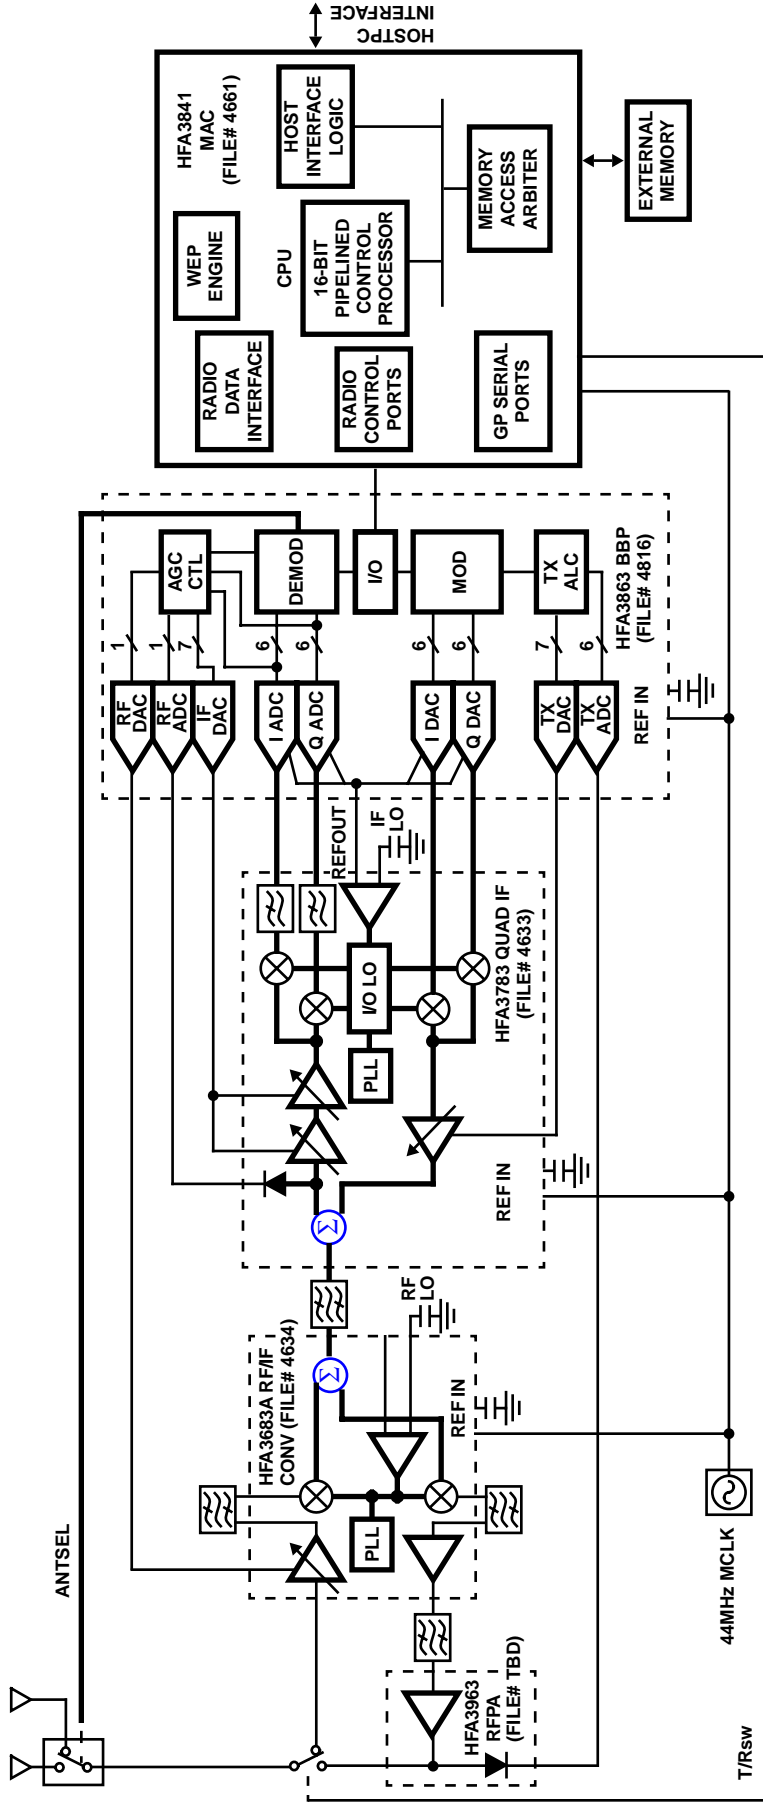 ANTSEL
T/Rsw
HFA3963
RFPA
(FILE# TBD)
44MHz MCLK
HFA3683A RF/IF
CONV (FILE# 4634)
PLL
REF IN
RF
LO
Σ
Σ
REF IN
PLL
I/O LO
HFA3783 QUAD IF
(FILE# 4633)
REFOUT
IF
LO
RF
DAC
RF
ADC
IF
DAC
I ADC
Q ADC
I DAC
Q DAC
TX
DAC
TX
ADC
REF IN
1
1
7
6
6
6
6
7
6
AGC
CTL
DEMOD
I/O
MOD
TX
ALC
HFA3863 BBP
(FILE# 4816)
RADIO
DATA
INTERFACE
RADIO
CONTROL
PORTS
GP SERIAL
PORTS
WEP
ENGINE
CPU
16-BIT
PIPELINED
CONTROL
PROCESSOR
HFA3841
MAC
(FILE# 4661)
HOST
INTERFACE
LOGIC
MEMORY
ACCESS
ARBITER
EXTERNAL
MEMORY
HOSTPC
INTERFACE